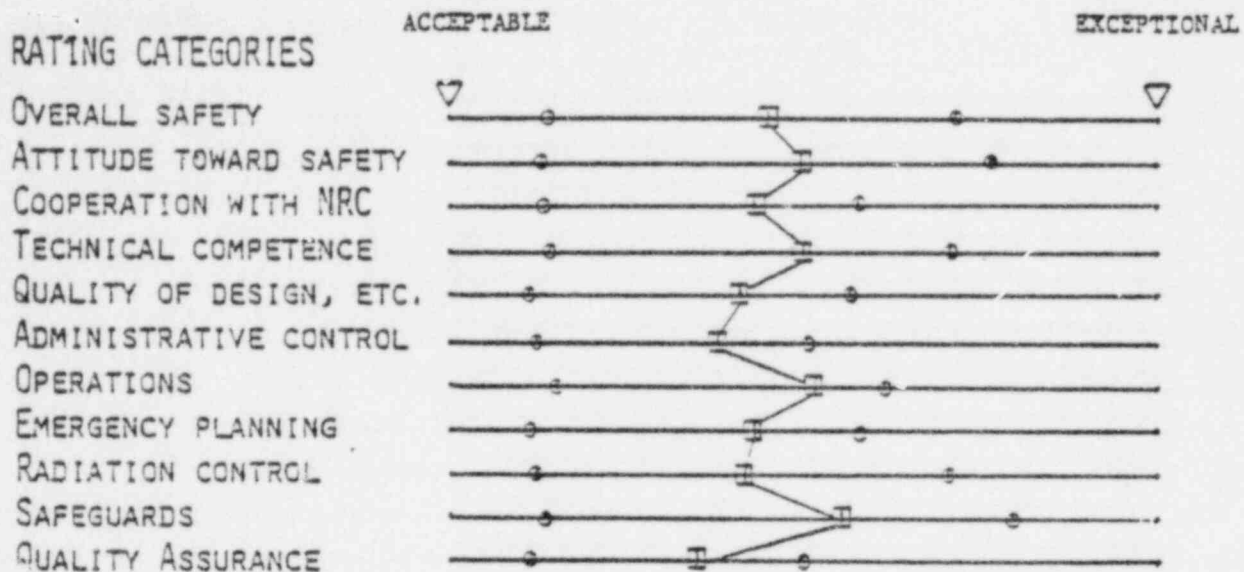 ACCEPTABLE EXCEPTIONAL
RATING CATEGORIES
OVERALL SAFETY
ATTITUDE TOWARD SAFETY
COOPERATION WITH NRC
TECHNICAL COMPETENCE
QUALITY OF DESIGN, ETC.
ADMINISTRATIVE CONTROL
OPERATIONS
EMERGENCY PLANNING
RADIATION CONTROL
SAFEGUARDS
QUALITY ASSURANCE